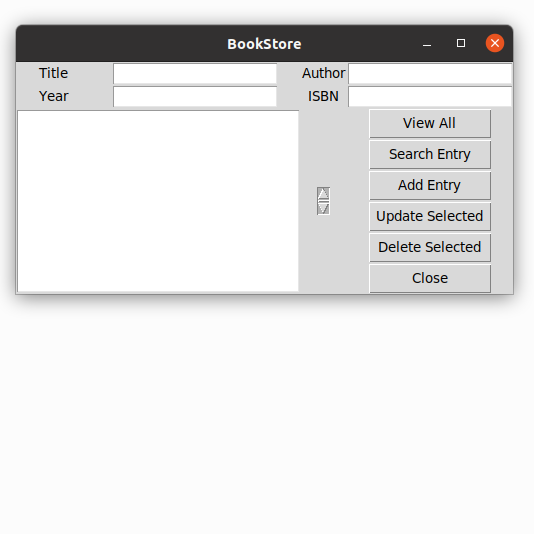 BookStore
Title Author
Year ISBN
View All
Search Entry
Add Entry
Update Selected
Delete Selected
Close